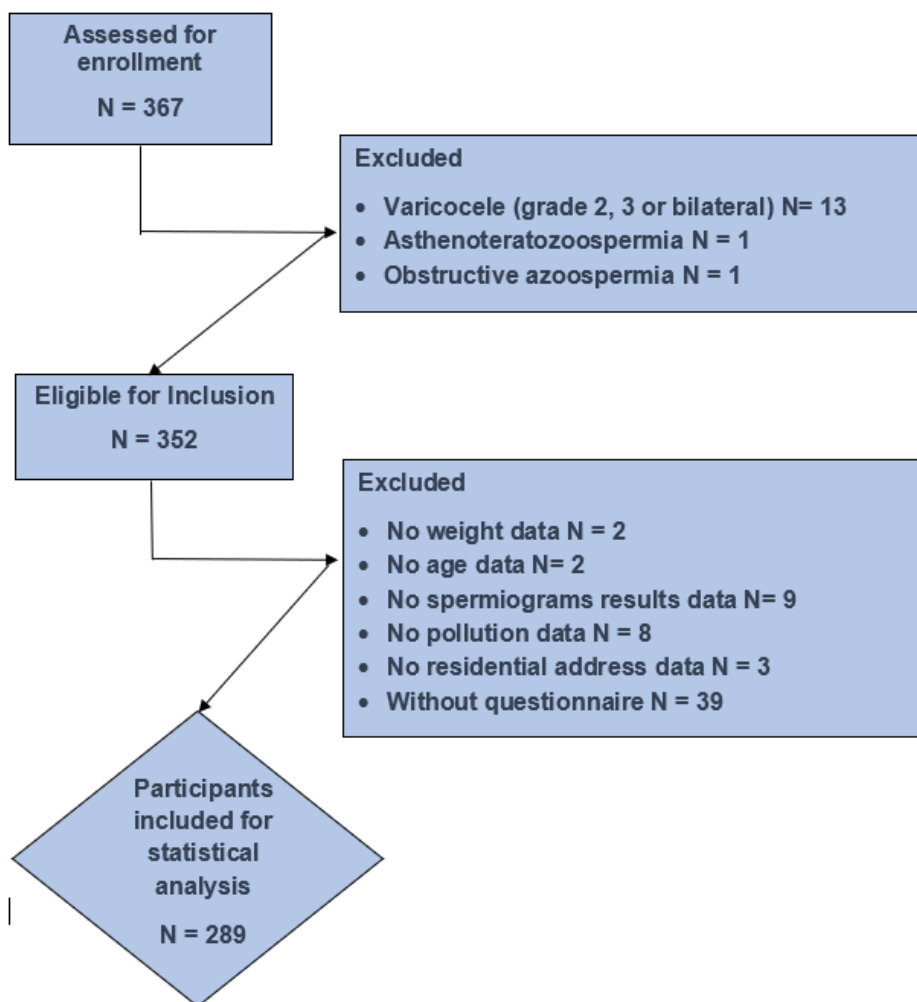 Assessed for
enrollment
N = 367
Excluded
• Varicocele (grade 2, 3 or bilateral) N= 13
• Asthenoteratozoospermia N = 1
• Obstructive azoospermia N = 1
Eligible for Inclusion
N = 352
Excluded
• No weight data N = 2
• No age data N= 2
• No spermiograms results data N= 9
• No pollution data N = 8
• No residential address data N = 3
• Without questionnaire N = 39
Participants
included for
statistical
analysis
N = 289